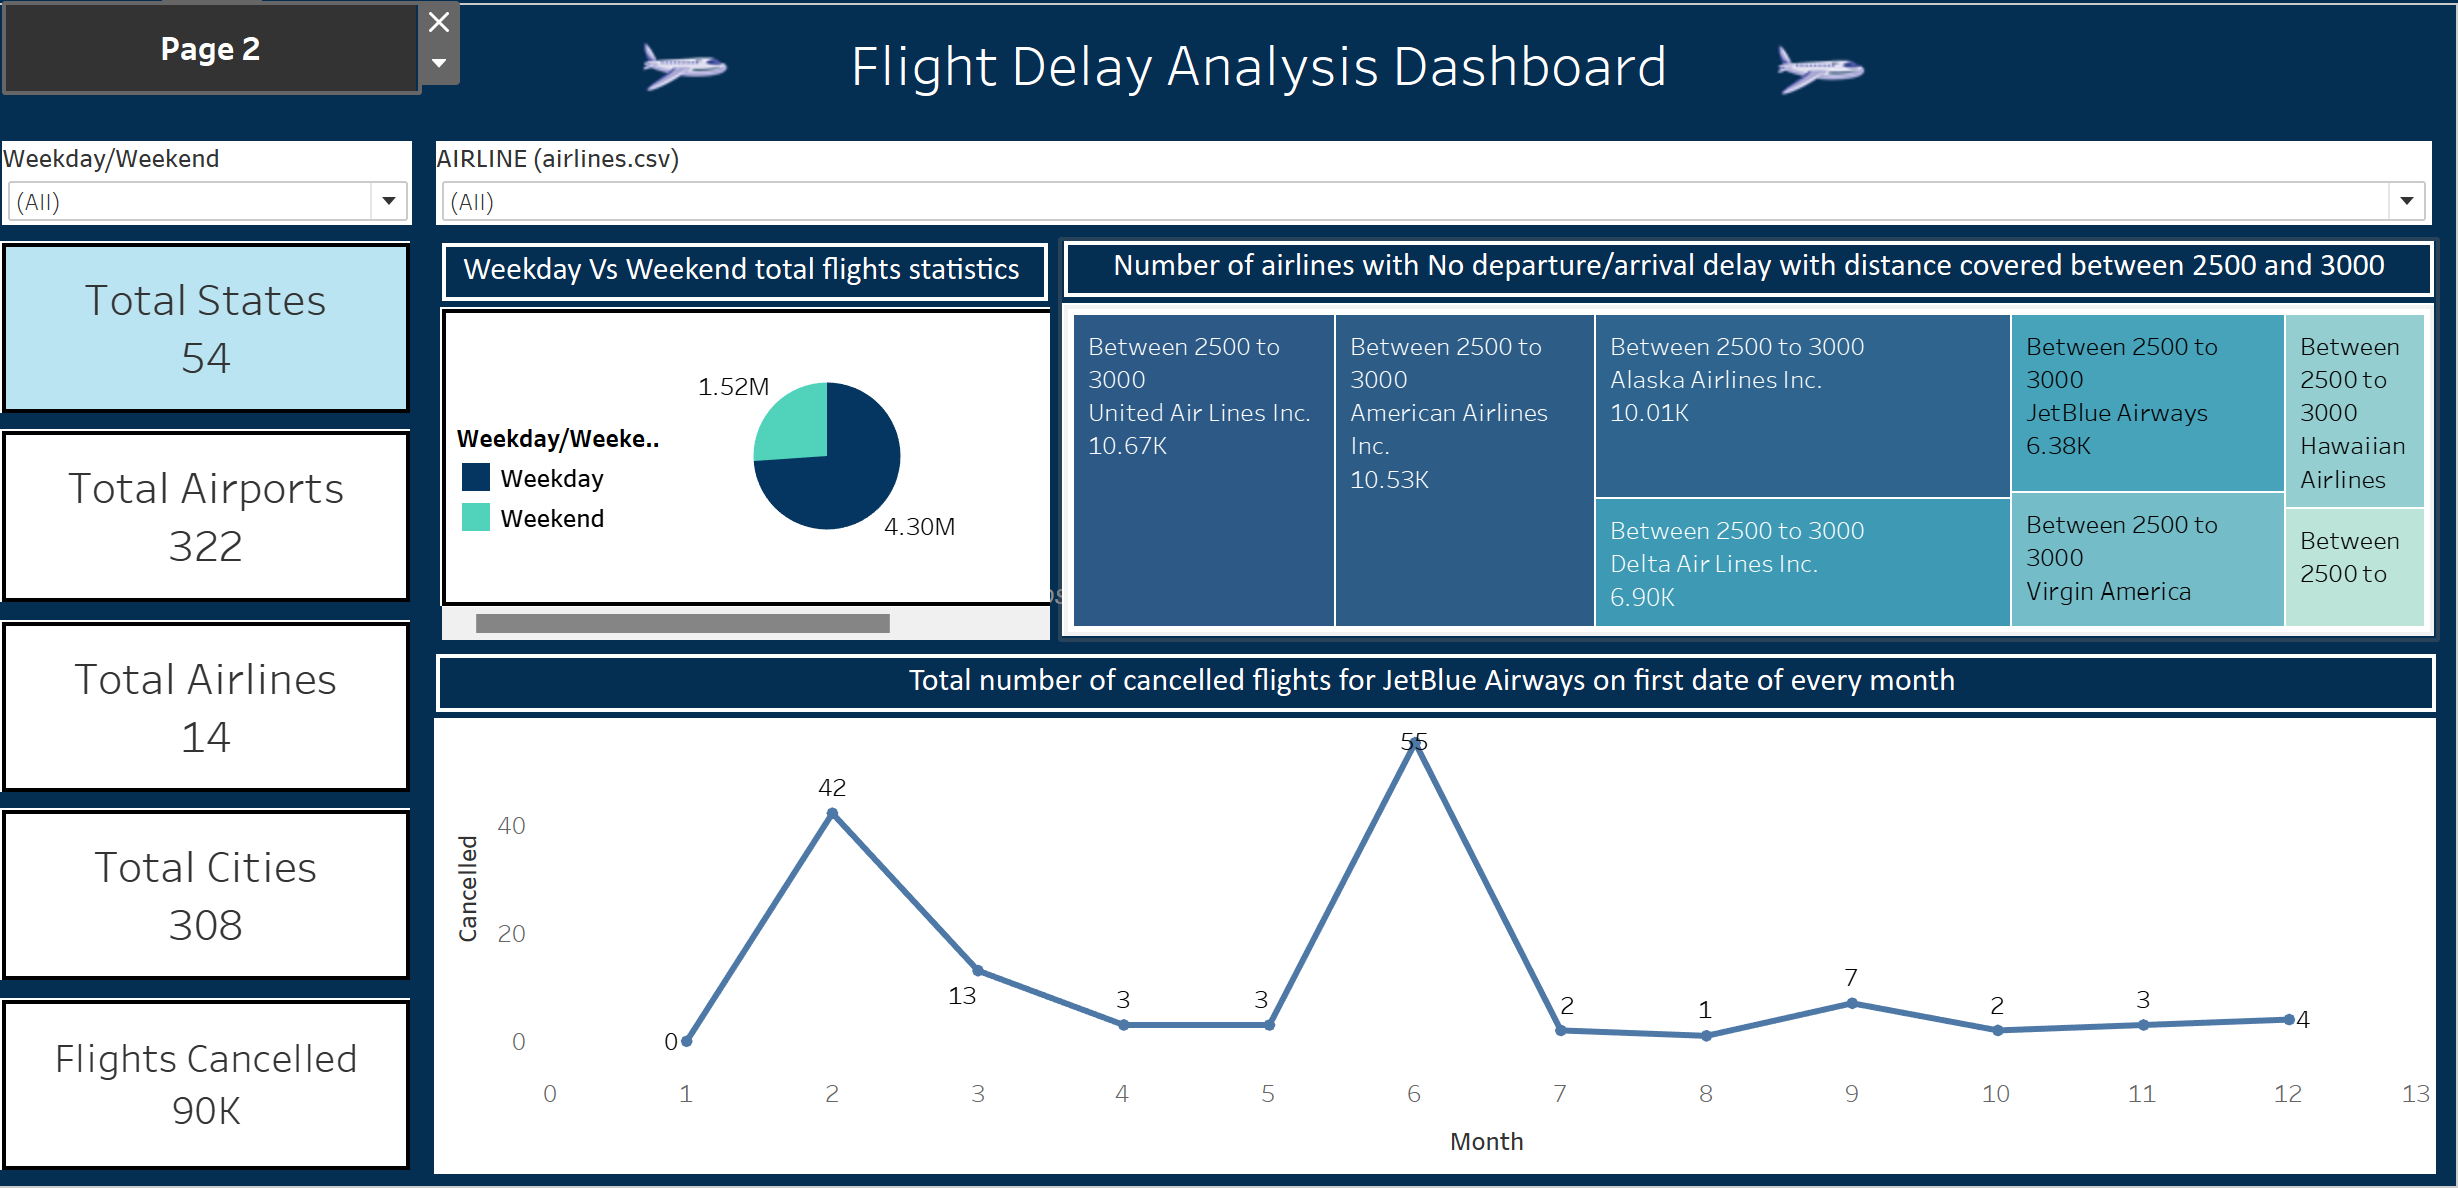 Page 2
Flight Delay Analysis Dashboard
Weekday/Weekend
(All)
AIRLINE (airlines.csv)
(All)
Total States
54
Total Airports
322
Total Airlines
14
Total Cities
308
Flights Cancelled
90K
Weekday Vs Weekend total flights statistics
Weekday/Weeke..
Weekday
Weekend
1.52M
4.30M
Number of airlines with No departure/arrival delay with distance covered between 2500 and 3000
Between 2500 to
3000
United Air Lines Inc.
10.67K
Between 2500 to
3000
American Airlines
Inc.
10.53K
Between 2500 to 3000
Alaska Airlines Inc.
10.01K
Between 2500 to 3000
Delta Air Lines Inc.
6.90K
Between 2500 to
3000
JetBlue Airways
6.38K
Between 2500 to
3000
Virgin America
Between
2500 to
3000
Hawaiian
Airlines
Between
2500 to
Total number of cancelled flights for JetBlue Airways on first date of every month
Cancelled
40
20
0
0
42
13
3
3
55
2
1
7
2
3
4
0 1 2 3 4 5 6 7 8 9 10 11 12 13
Month